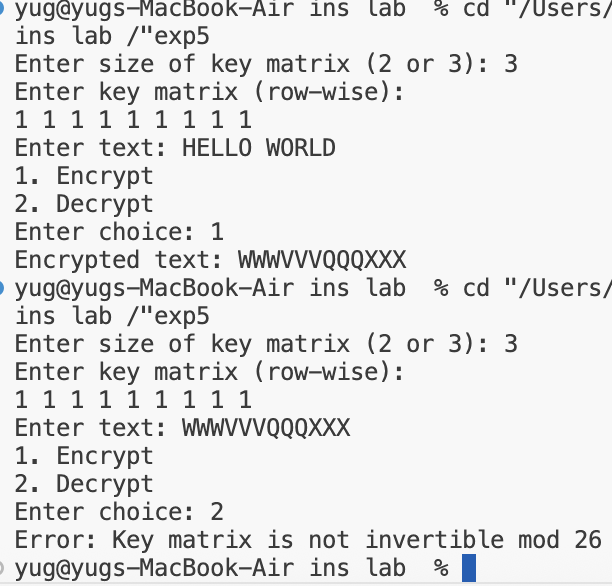 yug@yugs-MacBook-Air ins lab  % cd "/Users/
ins lab /"exp5
Enter size of key matrix (2 or 3): 3
Enter key matrix (row-wise):
1 1 1 1 1 1 1 1 1
Enter text: HELLO WORLD
1. Encrypt
2. Decrypt
Enter choice: 1
Encrypted text: WWWVVVQQQXXX
yug@yugs-MacBook-Air ins lab  % cd "/Users/
ins lab /"exp5
Enter size of key matrix (2 or 3): 3
Enter key matrix (row-wise):
1 1 1 1 1 1 1 1 1
Enter text: WWWVVVQQQXXX
1. Encrypt
2. Decrypt
Enter choice: 2
Error: Key matrix is not invertible mod 26
yug@yugs-MacBook-Air ins lab  %